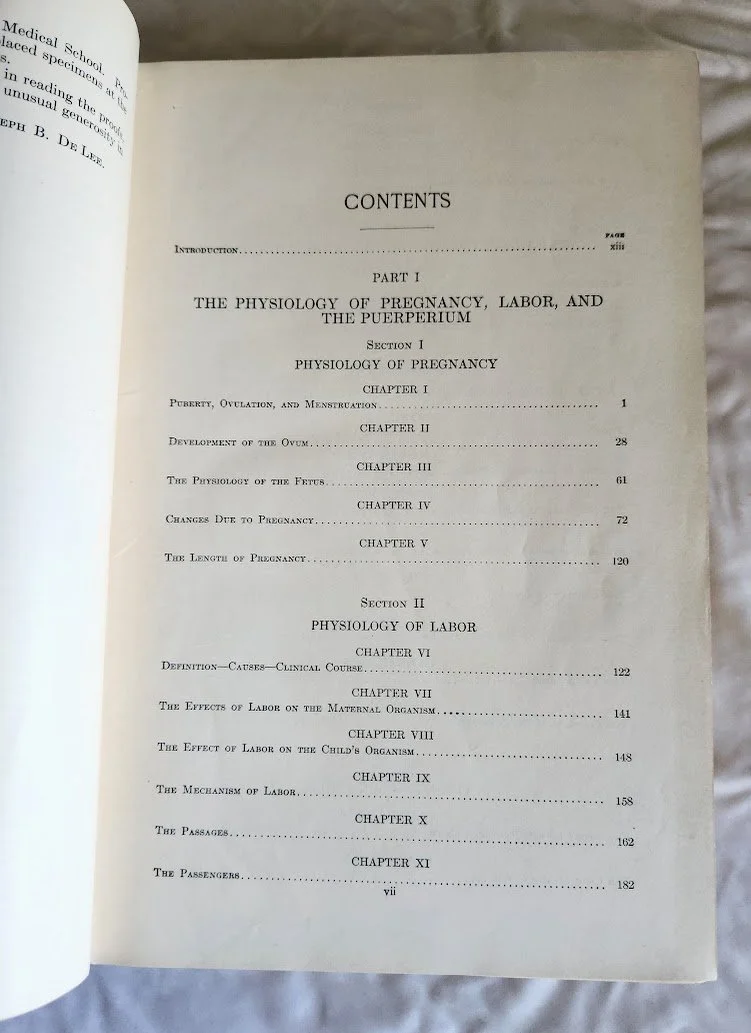 Medical School. Pro-
placed specimens at the
s.
in reading the proofs,
unusual generosity in
EPH B. DE LEE.
CONTENTS
PAGE
INTRODUCTION........ xiii
PART I
THE PHYSIOLOGY OF PREGNANCY, LABOR, AND
THE PUERPERIUM
SECTION I
PHYSIOLOGY OF PREGNANCY
CHAPTER I
PUBERTY, OVULATION, AND MENSTRUATION........ 1
CHAPTER II
DEVELOPMENT OF THE OVUM........ 28
CHAPTER III
THE PHYSIOLOGY OF THE FETUS........ 61
CHAPTER IV
CHANGES DUE TO PREGNANCY........ 72
CHAPTER V
THE LENGTH OF PREGNANCY........ 120
SECTION II
PHYSIOLOGY OF LABOR
CHAPTER VI
DEFINITION—CAUSES—CLINICAL COURSE........ 122
CHAPTER VII
THE EFFECTS OF LABOR ON THE MATERNAL ORGANISM........ 141
CHAPTER VIII
THE EFFECT OF LABOR ON THE CHILD'S ORGANISM........ 148
CHAPTER IX
THE MECHANISM OF LABOR........ 158
CHAPTER X
THE PASSAGES........ 162
CHAPTER XI
THE PASSENGERS........ 182
vii